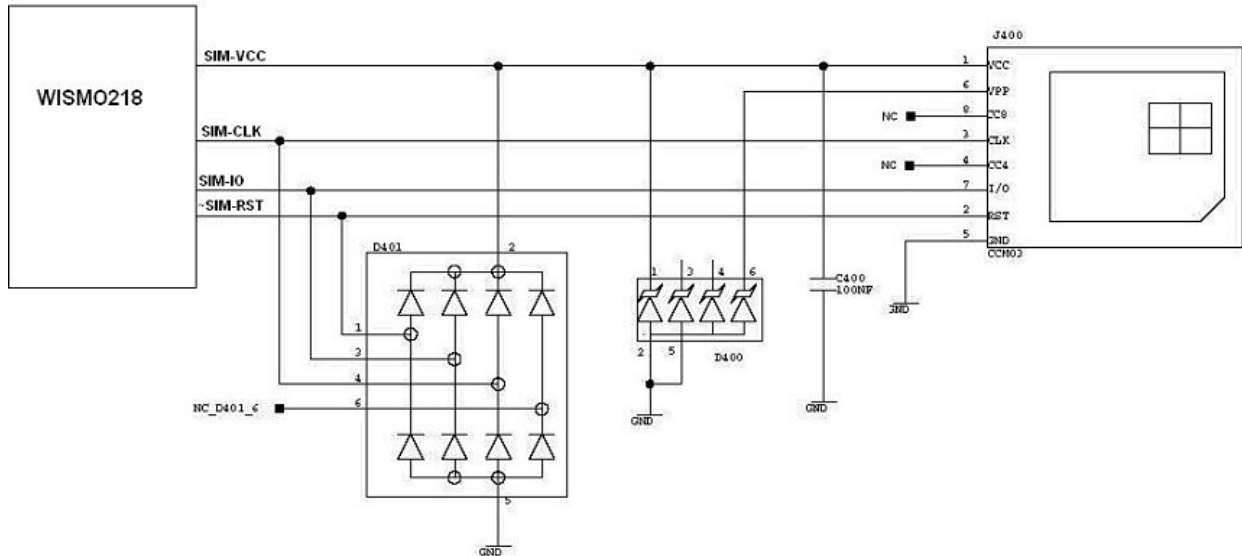 WISMO218
SIM-VCC
SIM-CLK
SIM-IO
~SIM-RST
J400
1 VCC
6 VPP
NC 8 CC8
3 CLK
NC 4 CC4
7 I/O
2 RST
5 GND
CCM03
GND
D401
2
1
3
4
NC_D401_6 6
5
GND
1 3 4 6
2 5
D400
GND
C400
100NF
GND